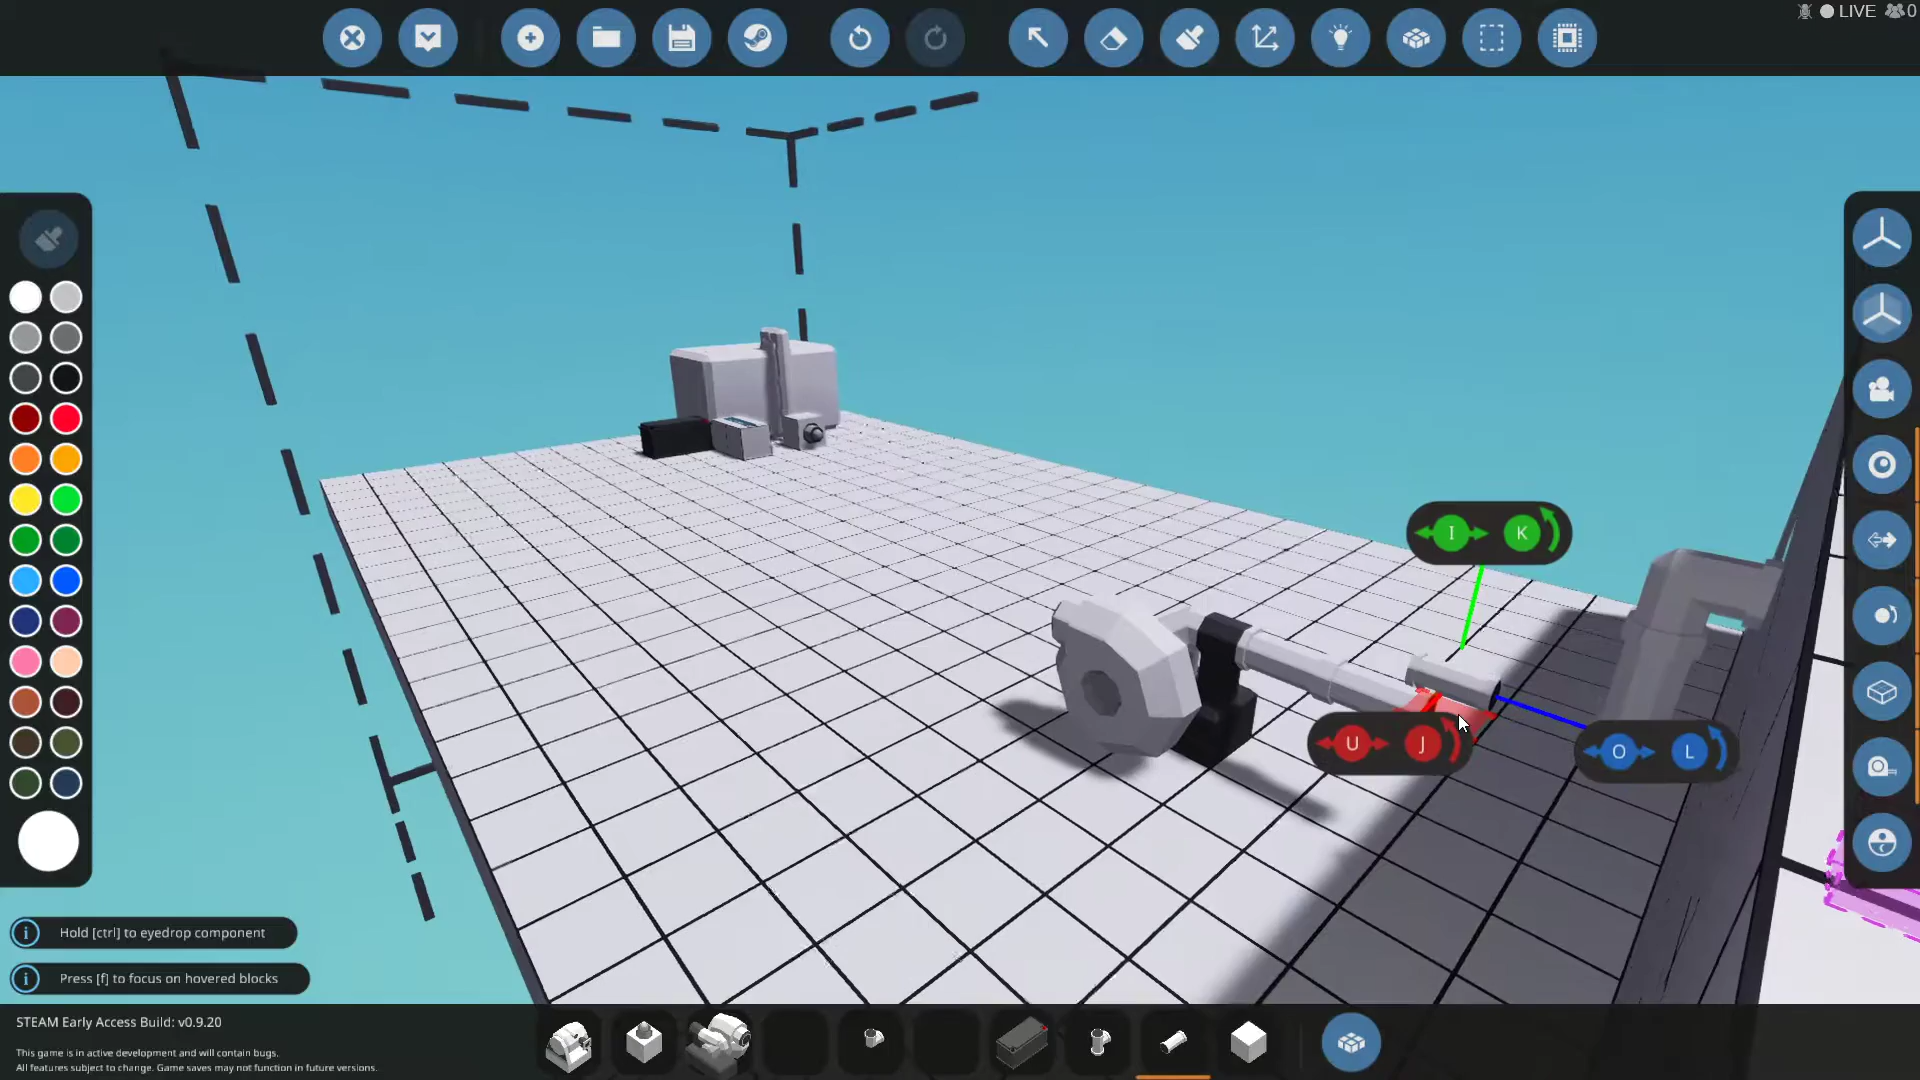 LIVE 0
I K
U J
O L
Hold [ctrl] to eyedrop component
Press [f] to focus on hovered blocks
STEAM Early Access Build: v0.9.20
This game is in active development and will contain bugs.
All features subject to change. Game saves may not function in future versions.